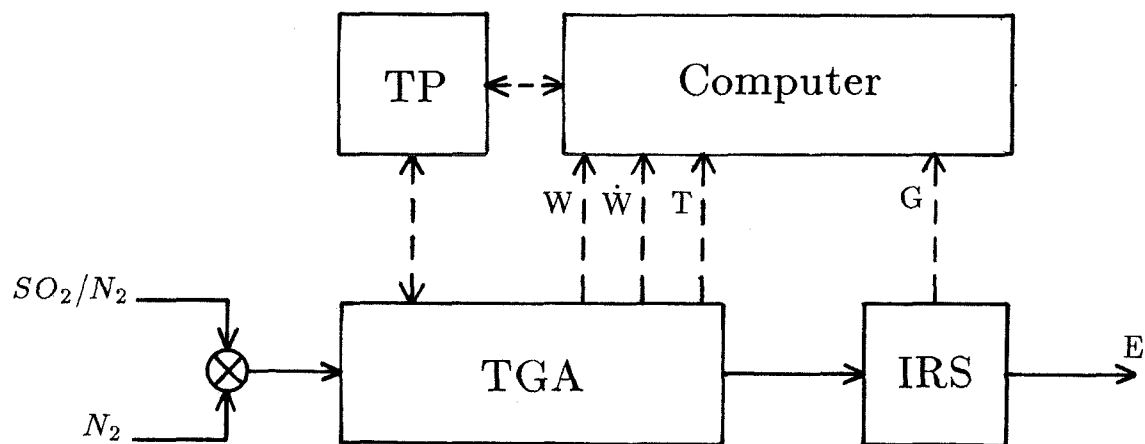 TP
Computer
W Ẇ T G
SO₂/N₂
TGA
IRS
E
N₂